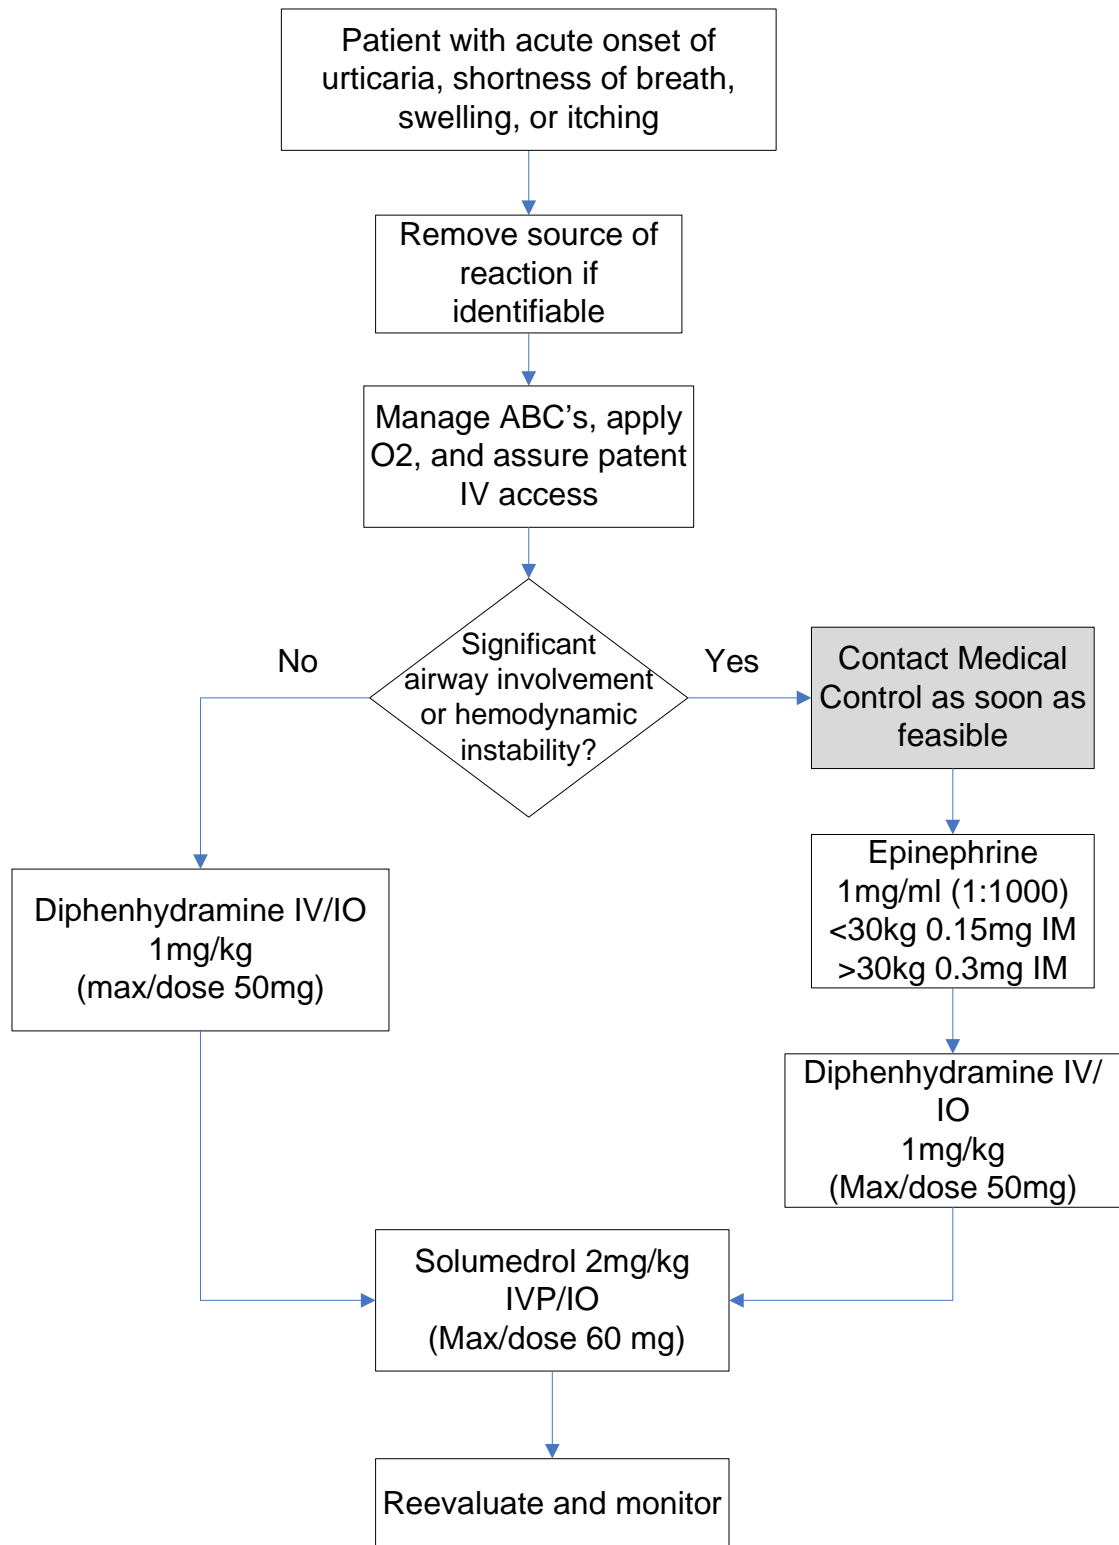 Patient with acute onset of
urticaria, shortness of breath,
swelling, or itching
Remove source of
reaction if
identifiable
Manage ABC’s, apply
O2, and assure patent
IV access
Significant
airway involvement
or hemodynamic
instability?
No
Yes
Contact Medical
Control as soon as
feasible
Epinephrine
1mg/ml (1:1000)
<30kg 0.15mg IM
>30kg 0.3mg IM
Diphenhydramine IV/IO
1mg/kg
(max/dose 50mg)
Diphenhydramine IV/
IO
1mg/kg
(Max/dose 50mg)
Solumedrol 2mg/kg
IVP/IO
(Max/dose 60 mg)
Reevaluate and monitor